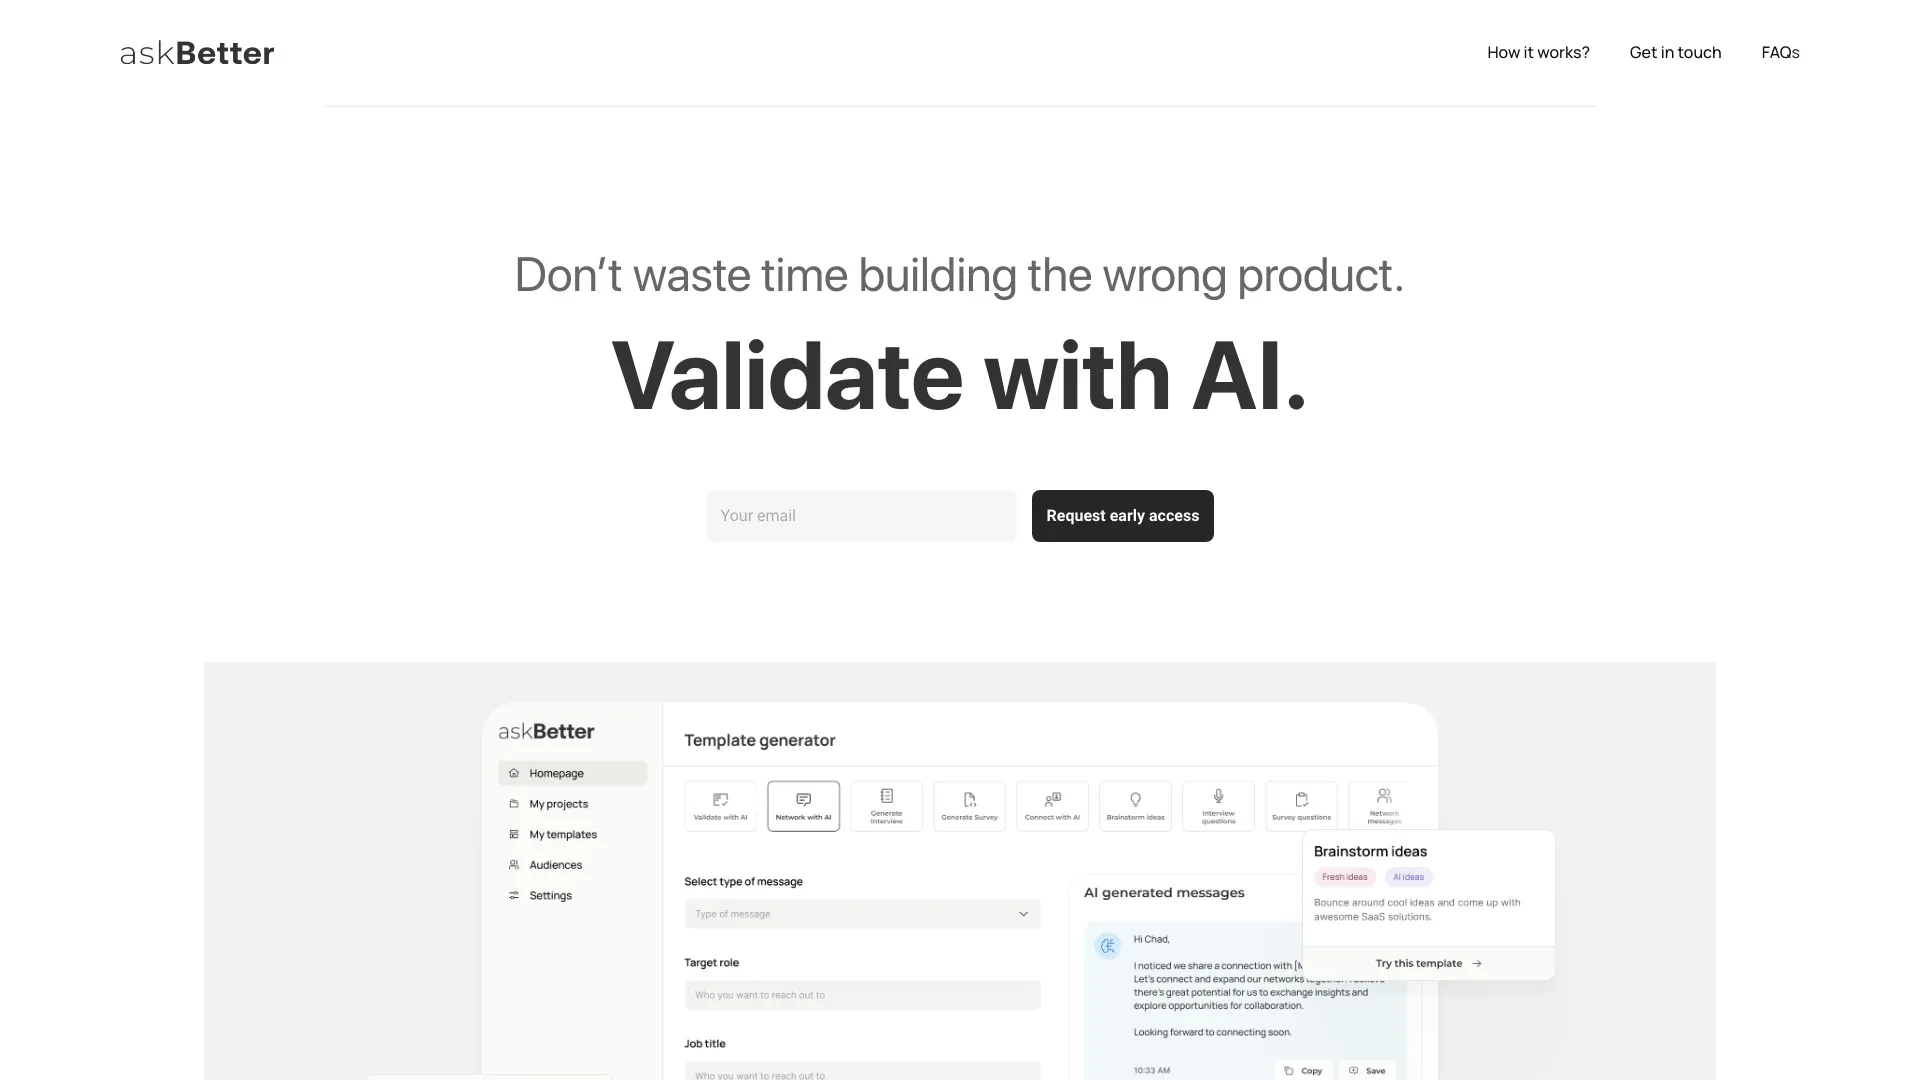 askBetter
How it works?
Get in touch
FAQs
Don't waste time building the wrong product.
Validate with AI.
Your email
Request early access
askBetter
Homepage
My projects
My templates
Audiences
Settings
Template generator
Validate with AI
Network with AI
Generate
Interview
Generate Survey
Connect with AI
Brainstorm ideas
Interview
questions
Survey questions
Network
messages
Select type of message
Type of message
Target role
Who you want to reach out to
Job title
Who you want to reach out to
AI generated messages
Hi Chad,
I noticed we share a connection with [M
Let's connect and expand our networks together.
there's great potential for us to exchange insights and
explore opportunities for collaboration.
Looking forward to connecting soon.
10:33 AM
Copy
Save
Brainstorm ideas
Fresh ideas
AI ideas
Bounce around cool ideas and come up with
awesome SaaS solutions.
Try this template